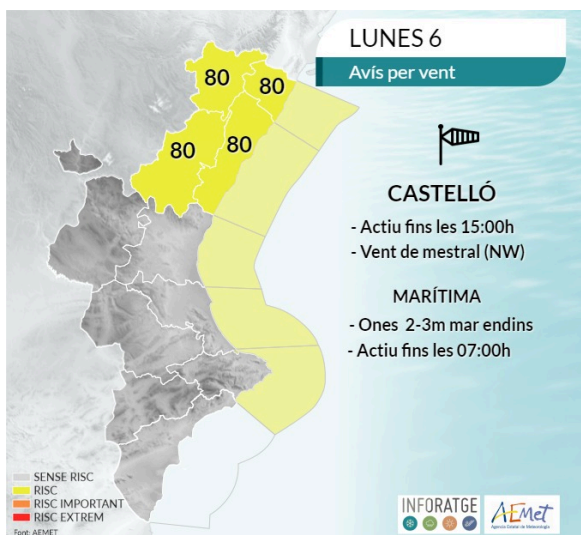 LUNES 6
Avís per vent
80
80
80
80
CASTELLÓ
- Actiu fins les 15:00h
- Vent de mestral (NW)
MARÍTIMA
- Ones 2-3m mar endins
- Actiu fins les 07:00h
SENSE RISC
RISC
RISC IMPORTANT
RISC EXTREM
Font: AEMET
INFORATGE
AEMet
Agencia Estatal de Meteorología